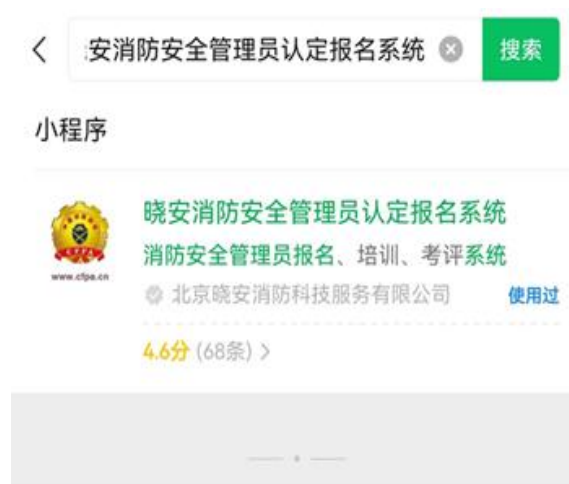 安消防安全管理员认定报名系统
搜索
小程序
晓安消防安全管理员认定报名系统
消防安全管理员报名、培训、考评系统
北京晓安消防科技服务有限公司
使用过
4.6分 (68条)
www.cfpa.cn